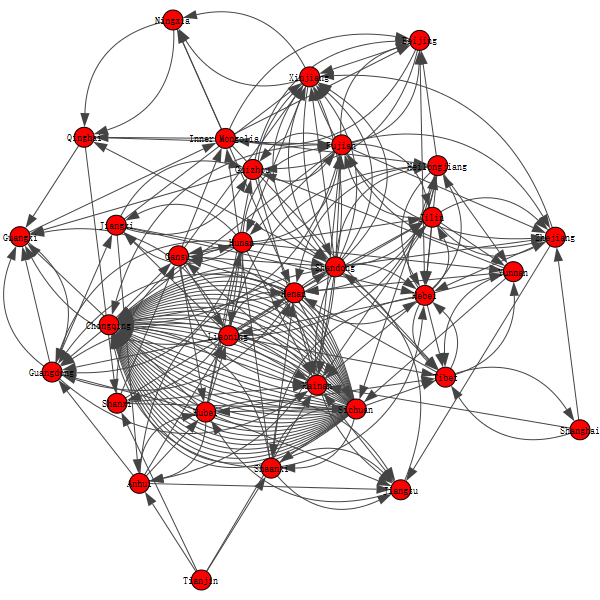 Ningxia
Beijing
Xinjiang
Qinghai
Inner Mongolia
Fujian
Guizhou
Heilongjiang
Jiangxi
Jilin
Guangxi
Hunan
Zhejiang
Gansu
Shandong
Yunnan
Henan
Hebei
Chongqing
Liaoning
Guangdong
Tibet
Hainan
Shanxi
Hubei
Sichuan
Shanghai
Shaanxi
Anhui
Jiangsu
Tianjin